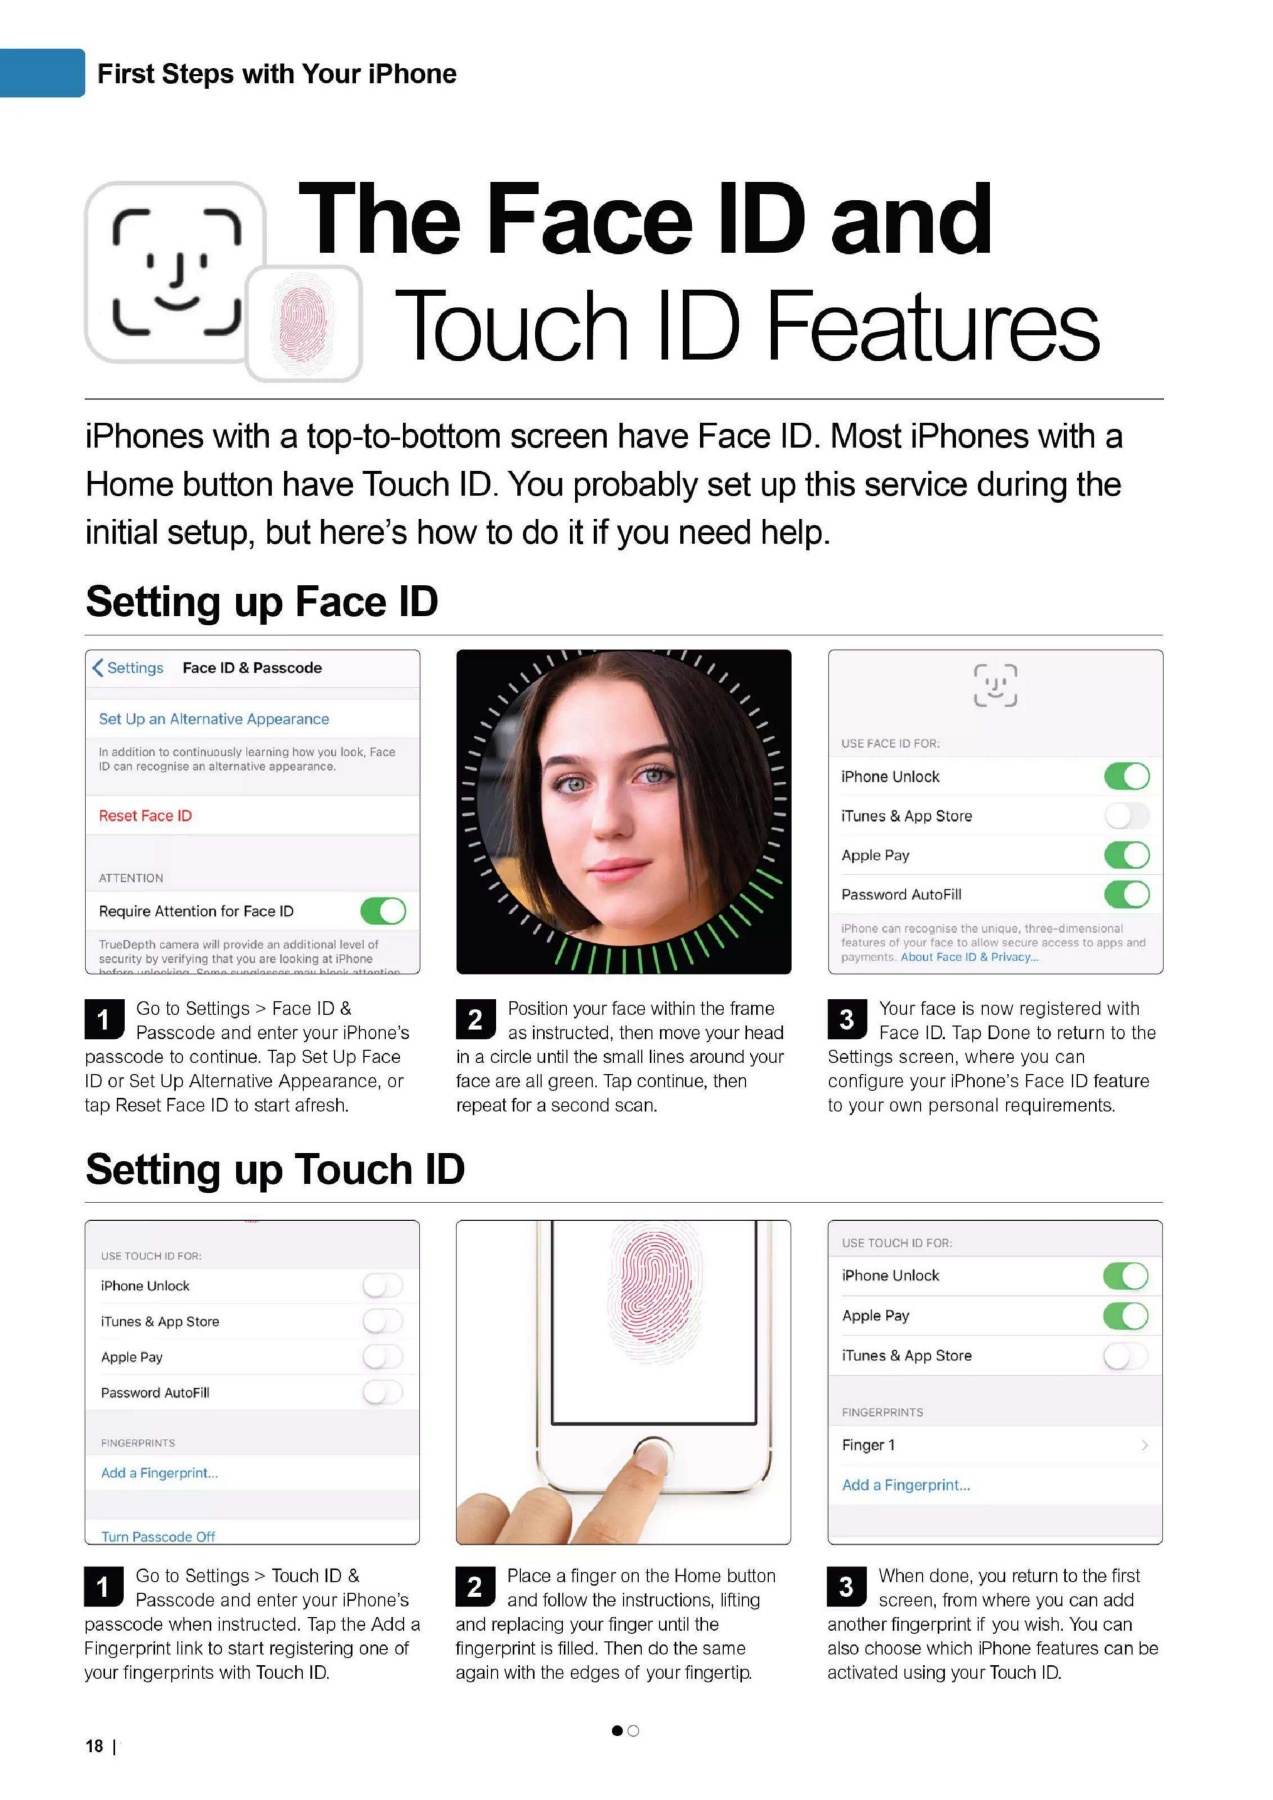 First Steps with Your iPhone
The Face ID and
Touch ID Features
iPhones with a top-to-bottom screen have Face ID. Most iPhones with a
Home button have Touch ID. You probably set up this service during the
initial setup, but here's how to do it if you need help.
Setting up Face ID
Settings Face ID & Passcode
Set Up an Alternative Appearance
In addition to continuously learning how you look, Face
ID can recognise an alternative appearance.
Reset Face ID
ATTENTION
Require Attention for Face ID
TrueDepth camera will provide an additional level of
security by verifying that you are looking at iPhone
before unlocking. Some sunglasses may block attention
USE FACE ID FOR:
iPhone Unlock
iTunes & App Store
Apple Pay
Password AutoFill
iPhone can recognise the unique, three-dimensional
features of your face to allow secure access to apps and
payments. About Face ID & Privacy...
1 Go to Settings > Face ID &
Passcode and enter your iPhone's
passcode to continue. Tap Set Up Face
ID or Set Up Alternative Appearance, or
tap Reset Face ID to start afresh.
2 Position your face within the frame
as instructed, then move your head
in a circle until the small lines around your
face are all green. Tap continue, then
repeat for a second scan.
3 Your face is now registered with
Face ID. Tap Done to return to the
Settings screen, where you can
configure your iPhone's Face ID feature
to your own personal requirements.
Setting up Touch ID
USE TOUCH ID FOR:
iPhone Unlock
iTunes & App Store
Apple Pay
Password AutoFill
FINGERPRINTS
Add a Fingerprint...
Turn Passcode Off
USE TOUCH ID FOR:
iPhone Unlock
Apple Pay
iTunes & App Store
FINGERPRINTS
Finger 1
Add a Fingerprint...
1 Go to Settings > Touch ID &
Passcode and enter your iPhone's
passcode when instructed. Tap the Add a
Fingerprint link to start registering one of
your fingerprints with Touch ID.
2 Place a finger on the Home button
and follow the instructions, lifting
and replacing your finger until the
fingerprint is filled. Then do the same
again with the edges of your fingertip.
3 When done, you return to the first
screen, from where you can add
another fingerprint if you wish. You can
also choose which iPhone features can be
activated using your Touch ID.
18 |